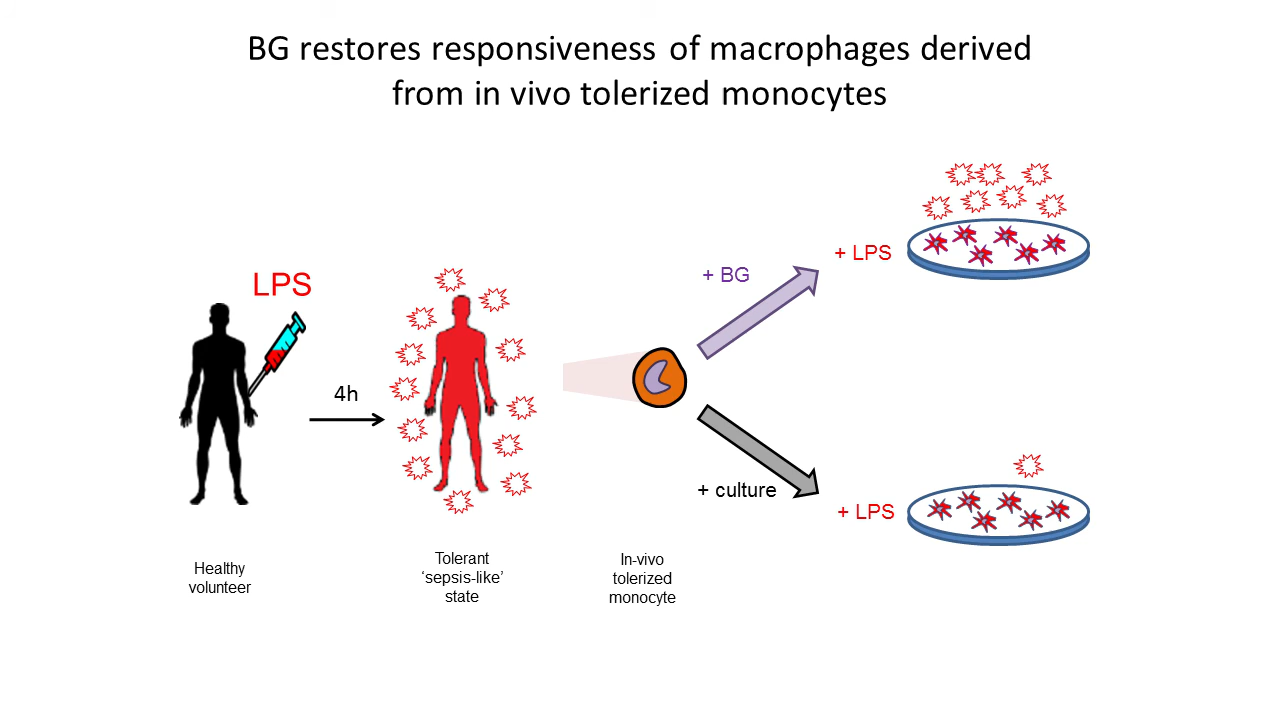 BG restores responsiveness of macrophages derived
from in vivo tolerized monocytes
LPS
4h
+ BG
+ LPS
+ culture
+ LPS
Healthy
volunteer
Tolerant
‘sepsis-like’
state
In-vivo
tolerized
monocyte